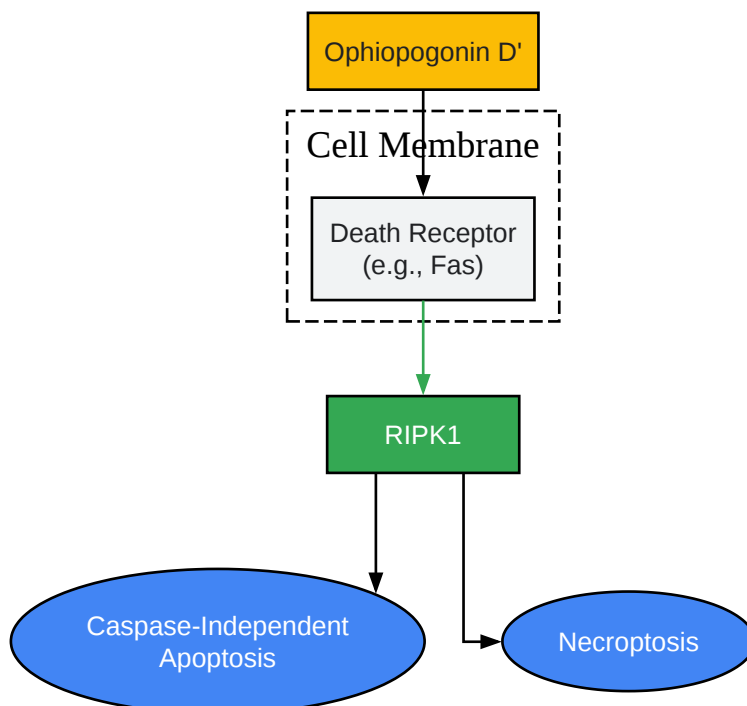 Ophiopogonin D'
Cell Membrane
Death Receptor
(e.g., Fas)
RIPK1
Caspase-Independent
Apoptosis
Necroptosis